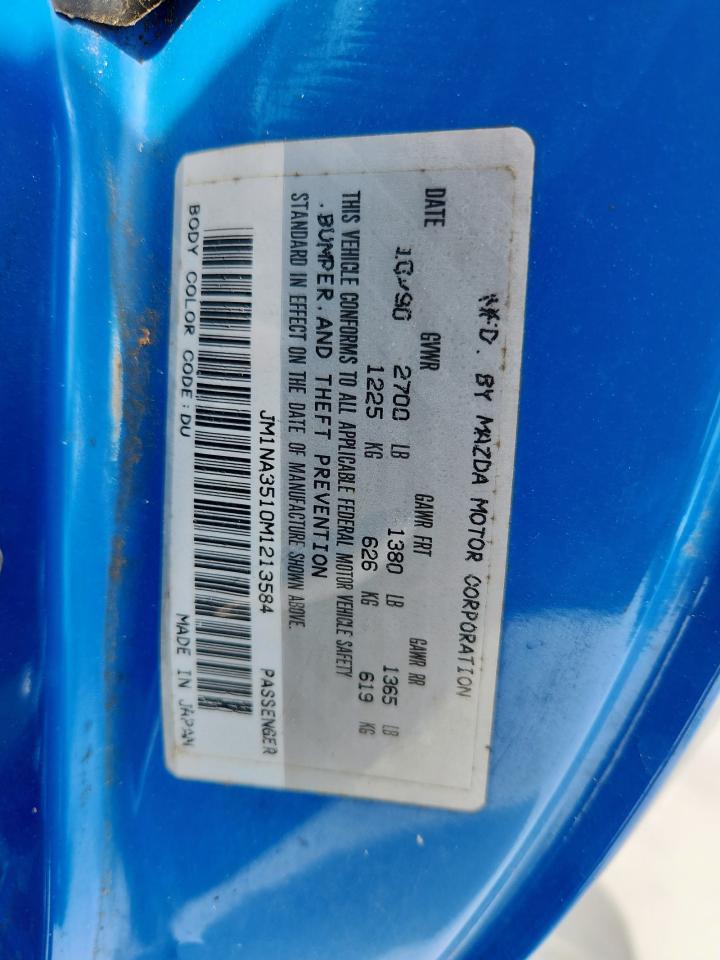 MFD. BY MAZDA MOTOR CORPORATION
DATE GVWR GAWR FRT GAWR RR
10/90 2700 LB 1380 LB 1365 LB
1225 KG 626 KG 619 KG
THIS VEHICLE CONFORMS TO ALL APPLICABLE FEDERAL MOTOR VEHICLE SAFETY
,BUMPER,AND THEFT PREVENTION
STANDARD IN EFFECT ON THE DATE OF MANUFACTURE SHOWN ABOVE.
JM1NA3510M1213584 PASSENGER
BODY COLOR CODE:DU MADE IN JAPAN